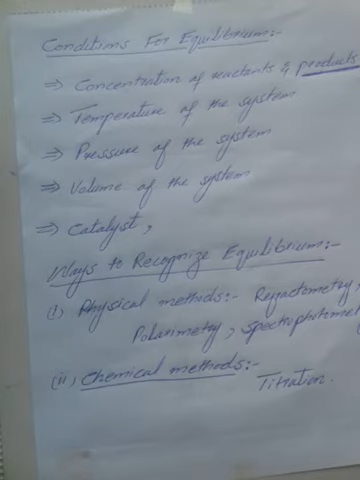 Conditions For Equilibrium:-
⇒ Concentration of reactants & products
⇒ Temperature of the system
⇒ Pressure of the system
⇒ Volume of the system
⇒ Catalyst,
Ways to Recognize Equilibrium:-
(i) Physical methods:- Refractometry,
Polarimetry, Spectrophotomet
(ii) Chemical methods:-
Titration.